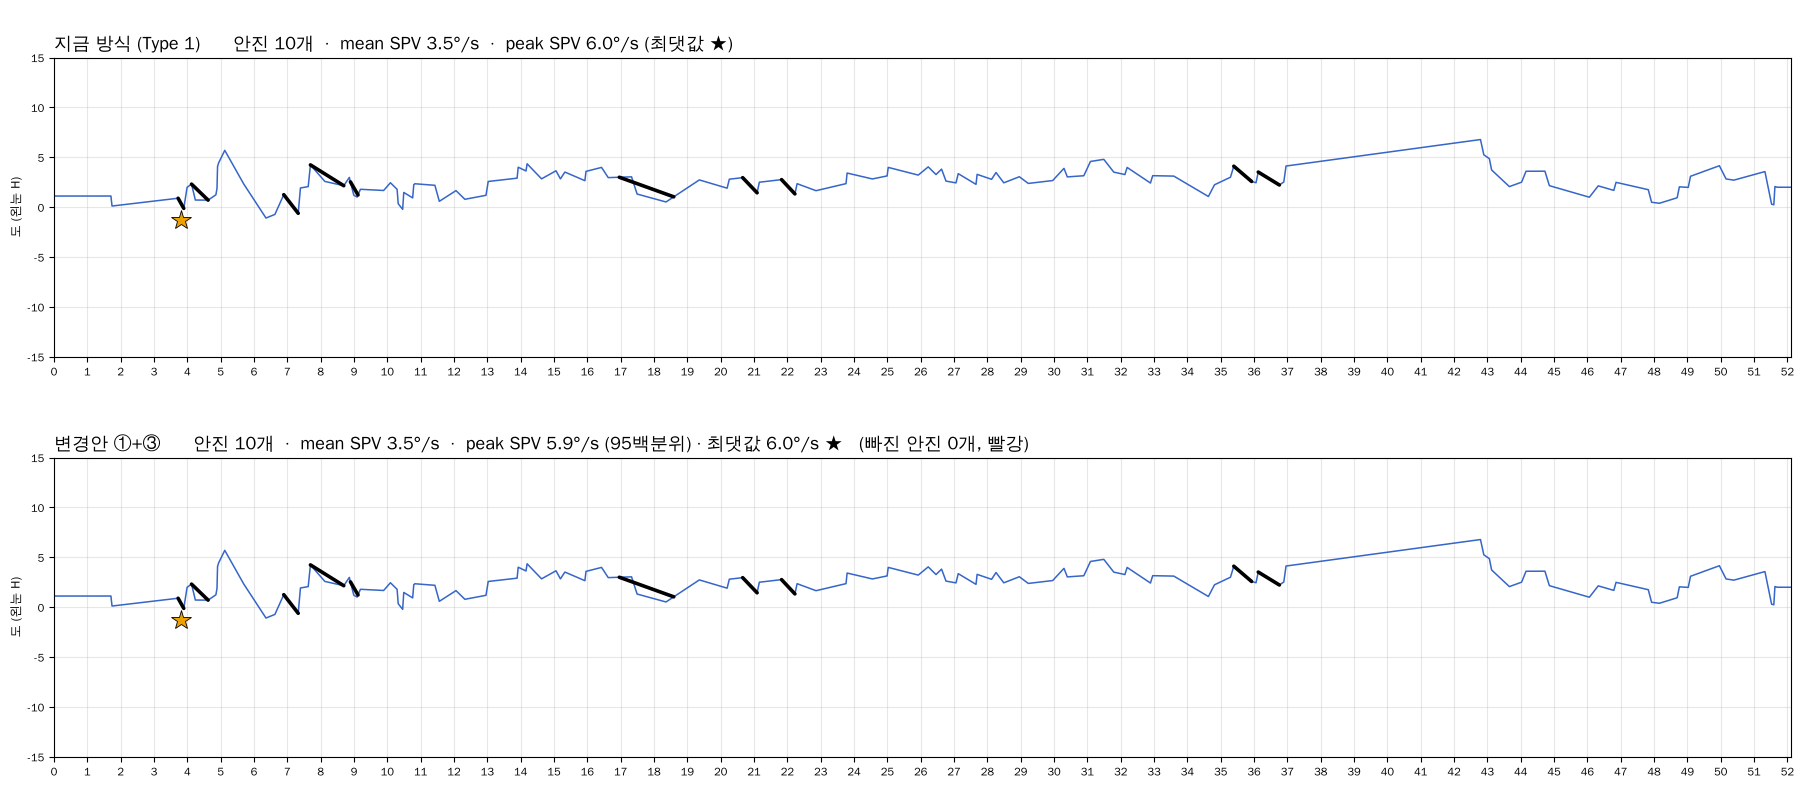 지금 방식 (Type 1) 안진 10개 · mean SPV 3.5°/s · peak SPV 6.0°/s (최댓값 ★)
15
10
5
0
-5
-10
-15
도 (왼눈 H)
0 1 2 3 4 5 6 7 8 9 10 11 12 13 14 15 16 17 18 19 20 21 22 23 24 25 26 27 28 29 30 31 32 33 34 35 36 37 38 39 40 41 42 43 44 45 46 47 48 49 50 51 52
변경안 ①+③ 안진 10개 · mean SPV 3.5°/s · peak SPV 5.9°/s (95백분위) · 최댓값 6.0°/s ★ (빠진 안진 0개, 빨강)
15
10
5
0
-5
-10
-15
도 (왼눈 H)
0 1 2 3 4 5 6 7 8 9 10 11 12 13 14 15 16 17 18 19 20 21 22 23 24 25 26 27 28 29 30 31 32 33 34 35 36 37 38 39 40 41 42 43 44 45 46 47 48 49 50 51 52